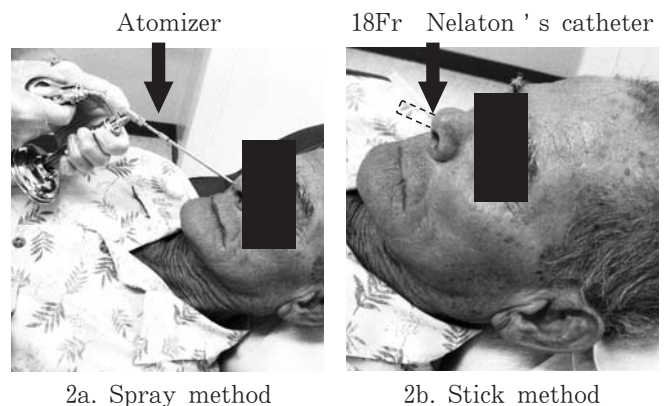 Atomizer
18Fr Nelaton ' s catheter
2a. Spray method
2b. Stick method